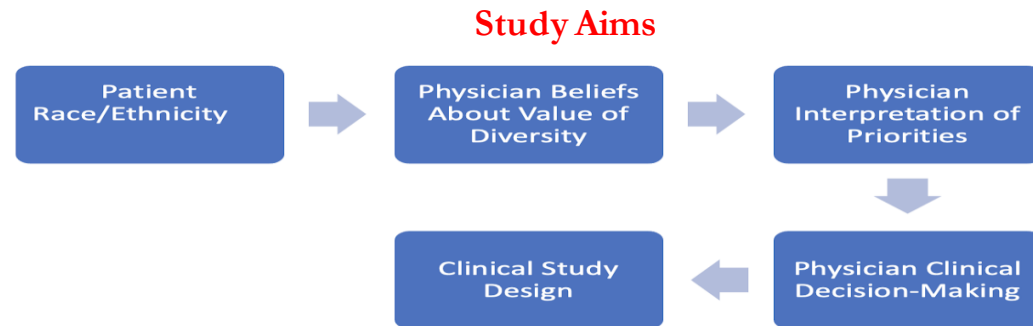 Study Aims
Patient
Race/Ethnicity
Physician Beliefs
About Value of
Diversity
Physician
Interpretation of
Priorities
Physician Clinical
Decision-Making
Clinical Study
Design